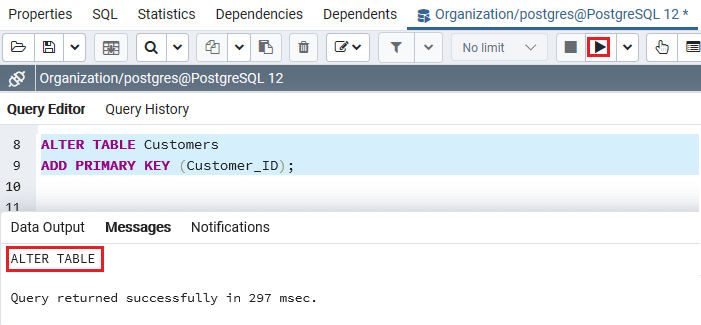 Properties SQL Statistics Dependencies Dependents Organization/postgres@PostgreSQL 12 *
No limit
Organization/postgres@PostgreSQL 12
Query Editor Query History
8 ALTER TABLE Customers
9 ADD PRIMARY KEY (Customer_ID);
10
11
Data Output Messages Notifications
ALTER TABLE
Query returned successfully in 297 msec.